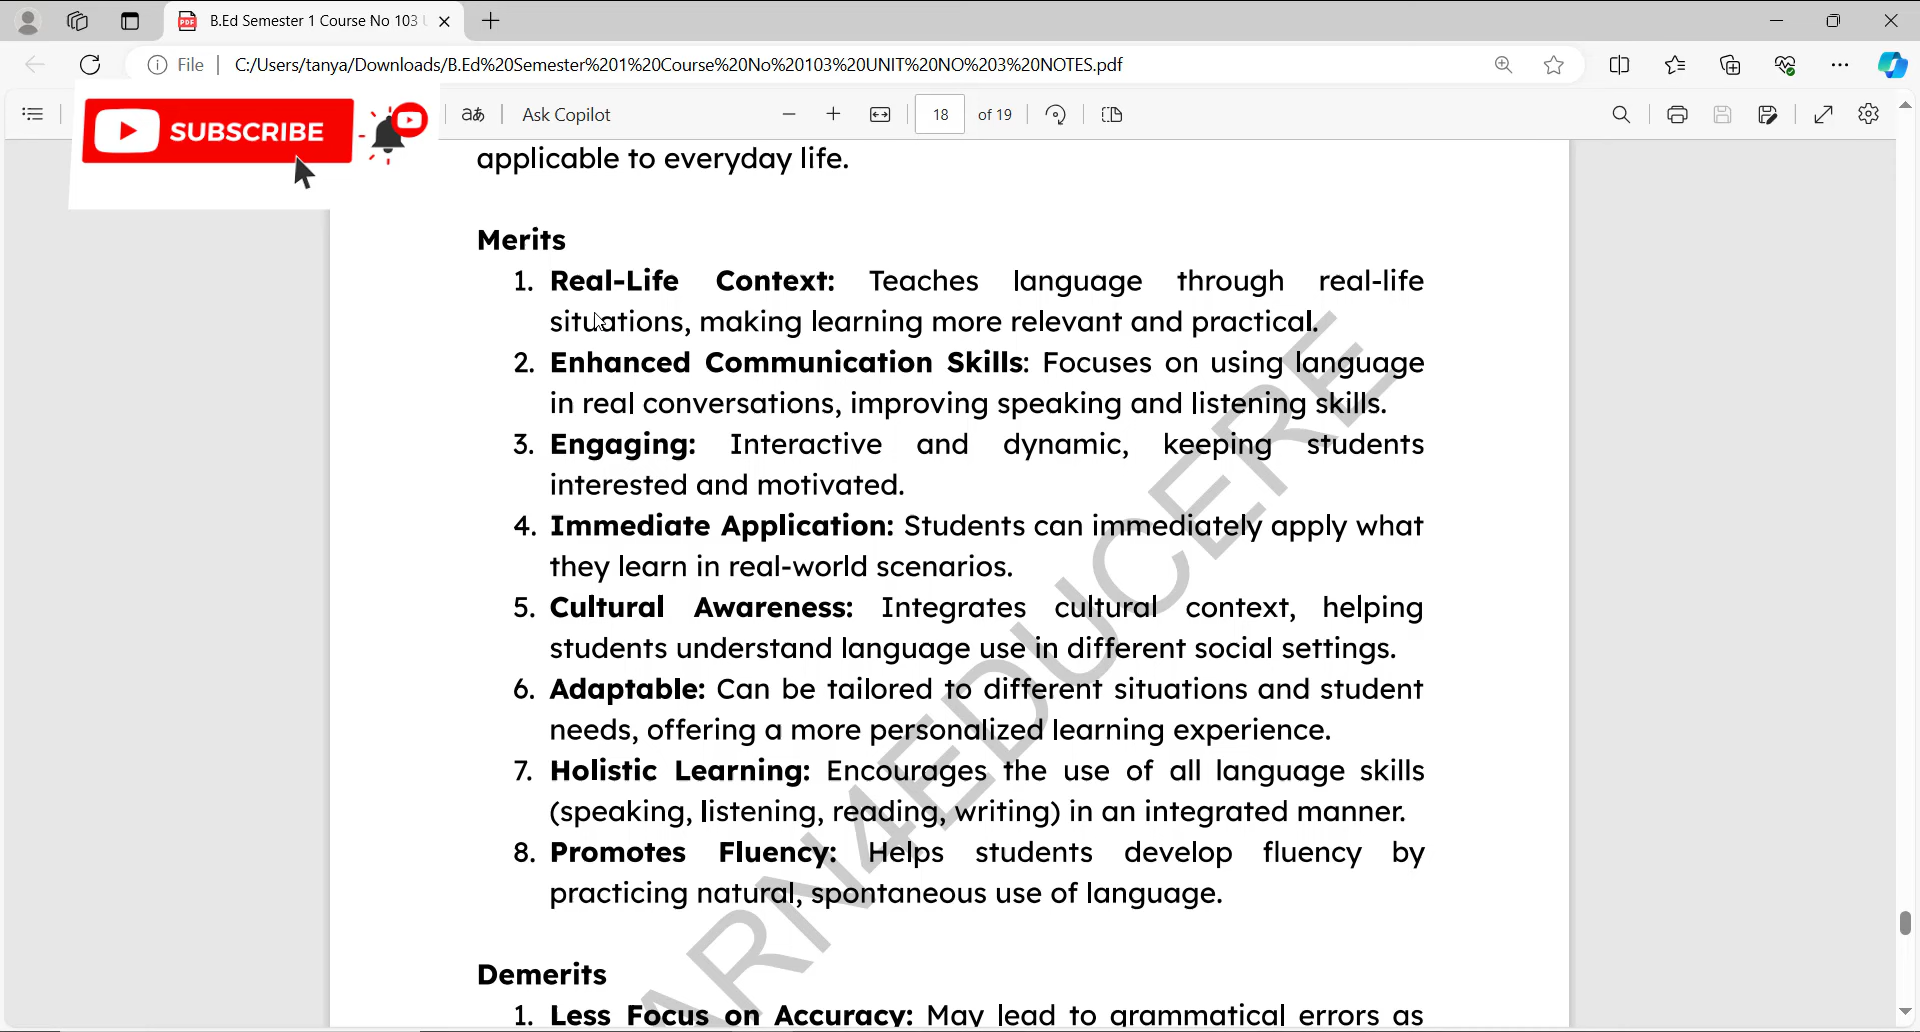 B.Ed Semester 1 Course No 103
File
C:/Users/tanya/Downloads/B.Ed%20Semester%201%20Course%20No%20103%20UNIT%20NO%203%20NOTES.pdf
SUBSCRIBE
aあ
Ask Copilot
18 of 19
applicable to everyday life.
Merits
1. Real-Life Context: Teaches language through real-life
situations, making learning more relevant and practical.
2. Enhanced Communication Skills: Focuses on using language
in real conversations, improving speaking and listening skills.
3. Engaging: Interactive and dynamic, keeping students
interested and motivated.
4. Immediate Application: Students can immediately apply what
they learn in real-world scenarios.
5. Cultural Awareness: Integrates cultural context, helping
students understand language use in different social settings.
6. Adaptable: Can be tailored to different situations and student
needs, offering a more personalized learning experience.
7. Holistic Learning: Encourages the use of all language skills
(speaking, listening, reading, writing) in an integrated manner.
8. Promotes Fluency: Helps students develop fluency by
practicing natural, spontaneous use of language.
Demerits
1. Less Focus on Accuracy: May lead to grammatical errors as
ARN4EDUCERE